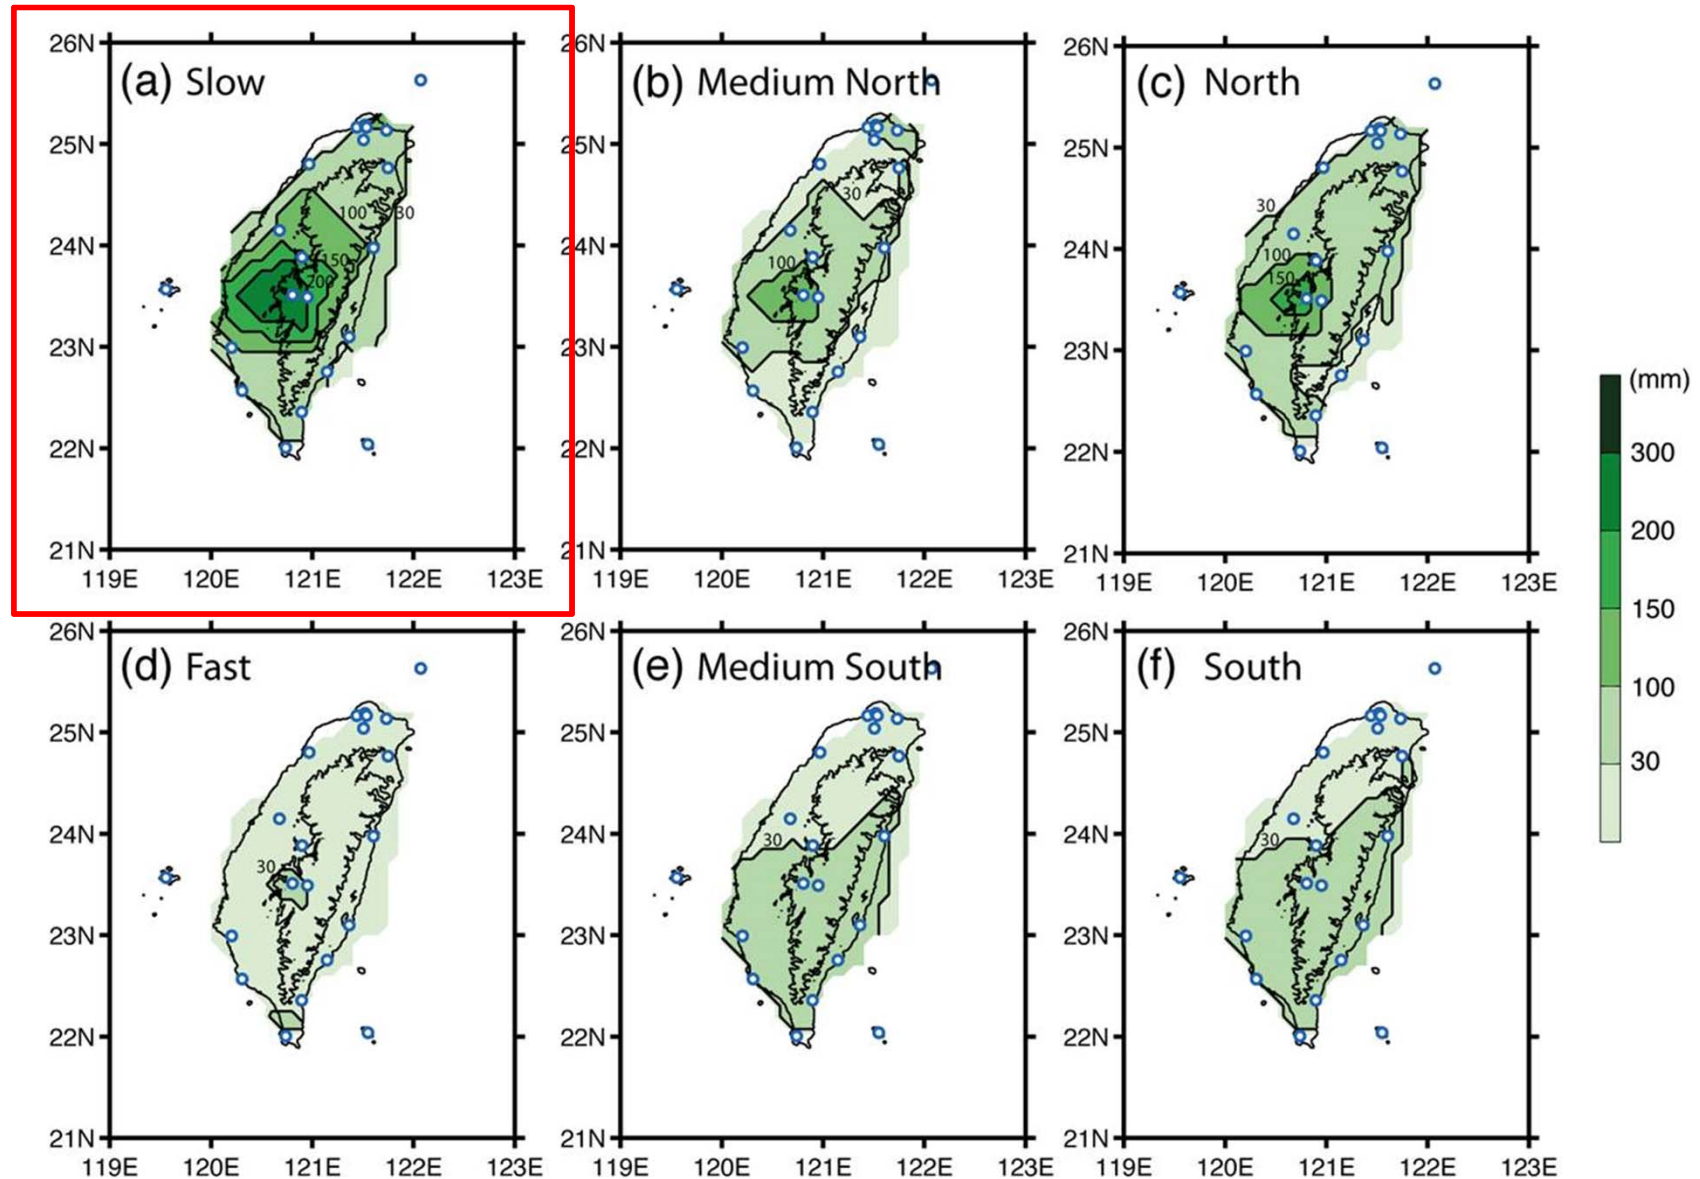 (a) Slow
26N
25N
24N
23N
22N
21N
119E 120E 121E 122E 123E
100
30
150
200
(b) Medium North
26N
25N
24N
23N
22N
21N
119E 120E 121E 122E 123E
30
100
(c) North
26N
25N
24N
23N
22N
21N
119E 120E 121E 122E 123E
30
100
150
(mm)
300
200
150
100
30
(d) Fast
26N
25N
24N
23N
22N
21N
119E 120E 121E 122E 123E
30
(e) Medium South
26N
25N
24N
23N
22N
21N
119E 120E 121E 122E 123E
30
(f) South
26N
25N
24N
23N
22N
21N
119E 120E 121E 122E 123E
30